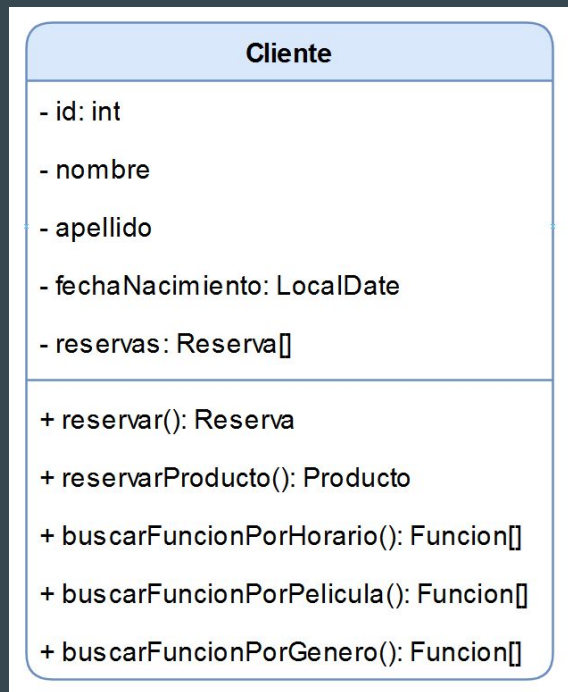 Cliente
- id: int
- nombre
- apellido
- fechaNacimiento: LocalDate
- reservas: Reserva[]
+ reservar(): Reserva
+ reservarProducto(): Producto
+ buscarFuncionPorHorario(): Funcion[]
+ buscarFuncionPorPelicula(): Funcion[]
+ buscarFuncionPorGenero(): Funcion[]